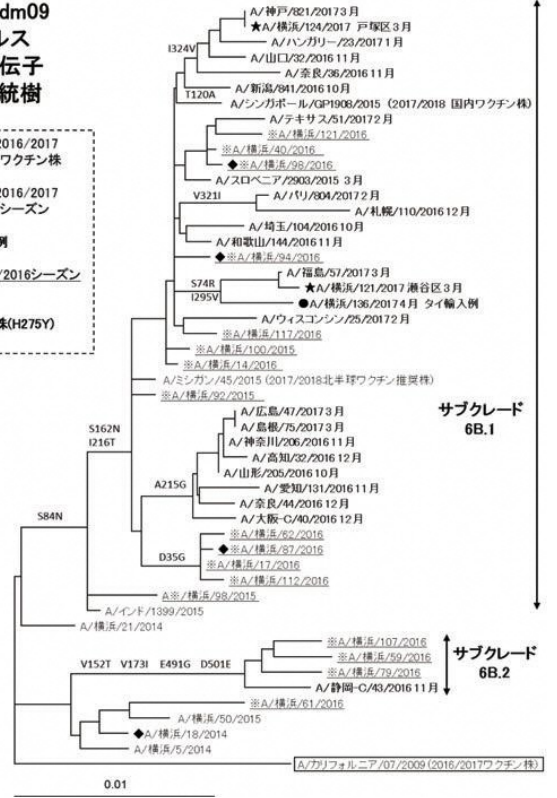 dm09
ルス
伝子
統樹
2016/2017
ワクチン株
2016/2017
シーズン
例
/2016シーズン
株(H275Y)
A/神戸/821/2017 3月
★A/横浜/124/2017 戸塚区3月
A/ハンガリー/23/2017 1月
I324V
A/山口/32/2016 11月
A/奈良/36/2016 11月
A/新潟/841/2016 10月
T120A
A/シンガポール/GP1908/2015 (2017/2018 国内ワクチン株)
A/テキサス/51/2017 2月
※A/横浜/121/2016
※A/横浜/40/2016
◆※A/横浜/98/2016
A/スロベニア/2903/2015 3月
V321I
A/パリ/804/2017 2月
A/札幌/110/2016 12月
A/埼玉/104/2016 10月
A/和歌山/144/2016 11月
◆※A/横浜/94/2016
A/福島/57/2017 3月
S74R
★A/横浜/121/2017 瀬谷区3月
I295V
●A/横浜/136/2017 4月 タイ輸入例
A/ウィスコンシン/25/2017 2月
※A/横浜/117/2016
※A/横浜/100/2015
※A/横浜/14/2016
A/ミシガン/45/2015 (2017/2018北半球ワクチン推奨株)
※A/横浜/92/2015
A/広島/47/2017 3月
サブクレード
6B.1
A/島根/75/2017 3月
S162N
I216T
A/神奈川/206/2016 11月
A/高知/32/2016 12月
A/山形/205/2016 10月
A215G
A/愛知/131/2016 11月
A/奈良/44/2016 12月
A/大阪-C/40/2016 12月
S84N
※A/横浜/62/2016
◆※A/横浜/87/2016
D35G
※A/横浜/17/2016
※A/横浜/112/2016
A※/横浜/98/2015
A/インド/1399/2015
A/横浜/21/2014
※A/横浜/107/2016
V152T V173I E491G D501E
※A/横浜/59/2016
サブクレード
6B.2
※A/横浜/79/2016
A/静岡-C/43/2016 11月
※A/横浜/61/2016
A/横浜/50/2015
◆A/横浜/18/2014
A/横浜/5/2014
A/カリフォルニア/07/2009 (2016/2017ワクチン株)
0.01